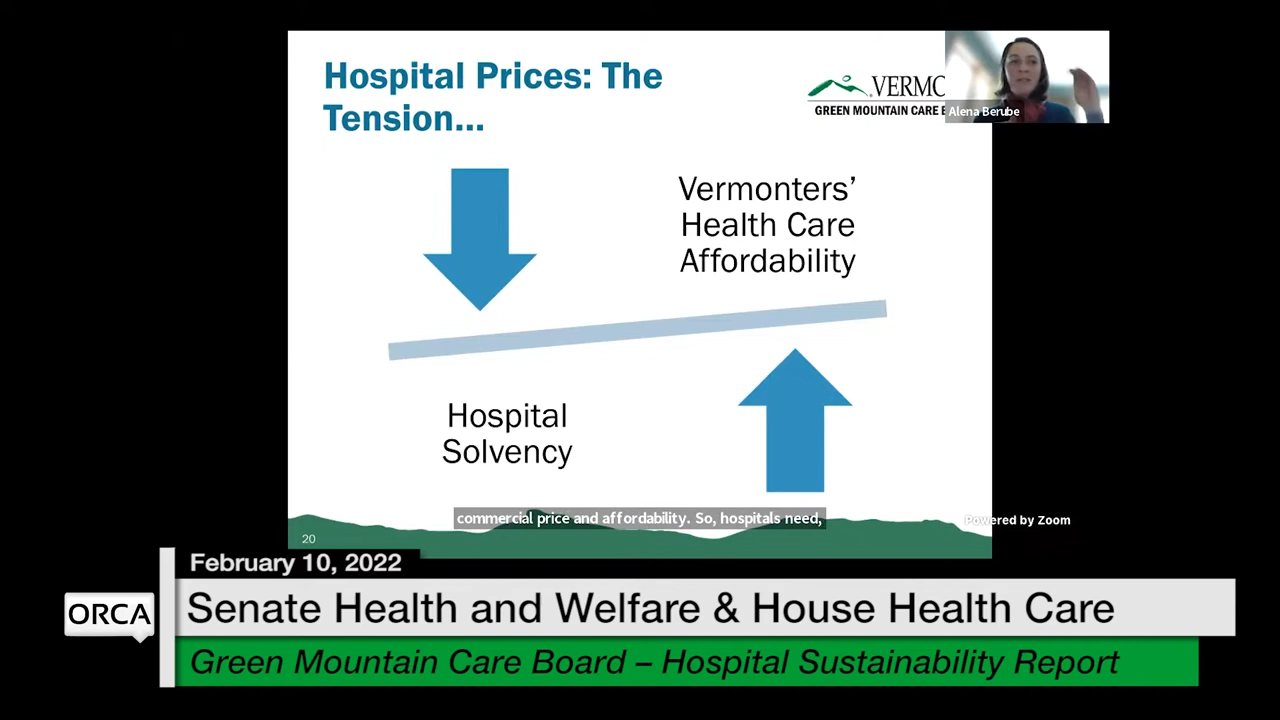 Hospital Prices: The
Tension...
VERMO
GREEN MOUNTAIN CARE B
Alena Berube
Vermonters’
Health Care
Affordability
Hospital
Solvency
commercial price and affordability. So, hospitals need,
20
Powered by Zoom
February 10, 2022
ORCA
Senate Health and Welfare & House Health Care
Green Mountain Care Board – Hospital Sustainability Report